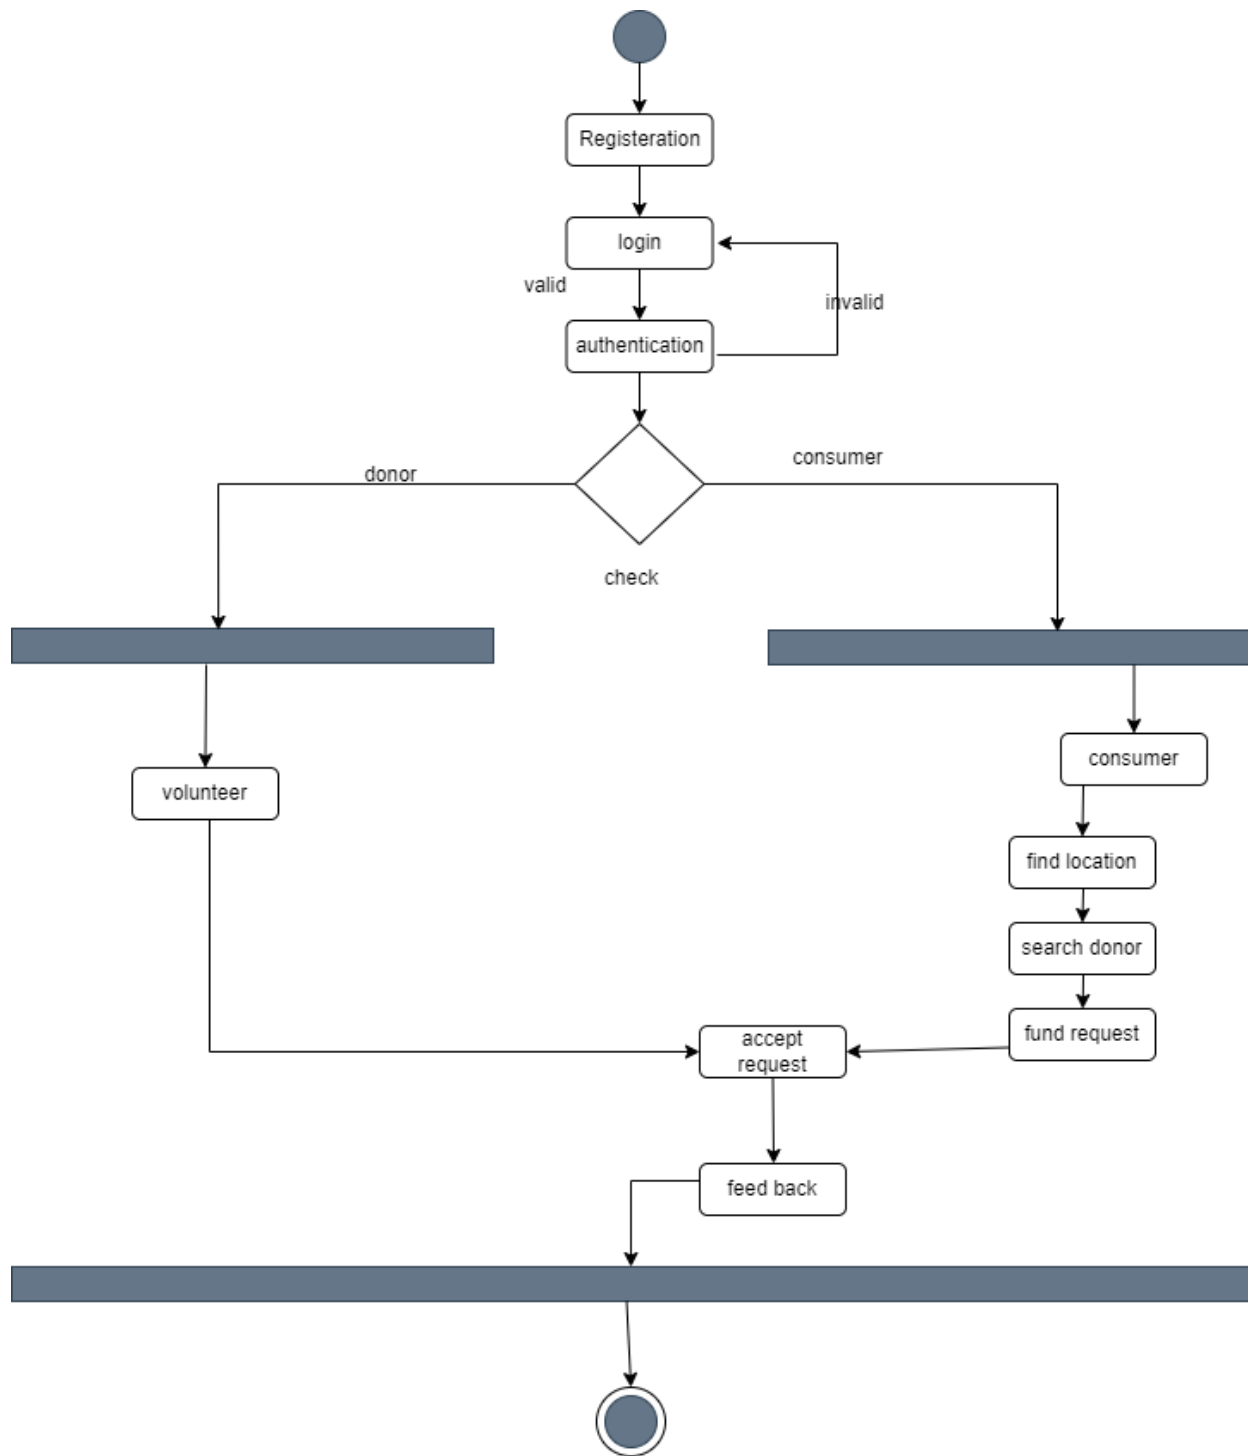 Registeration
login
valid
invalid
authentication
consumer
donor
check
consumer
volunteer
find location
search donor
fund request
accept
request
feed back